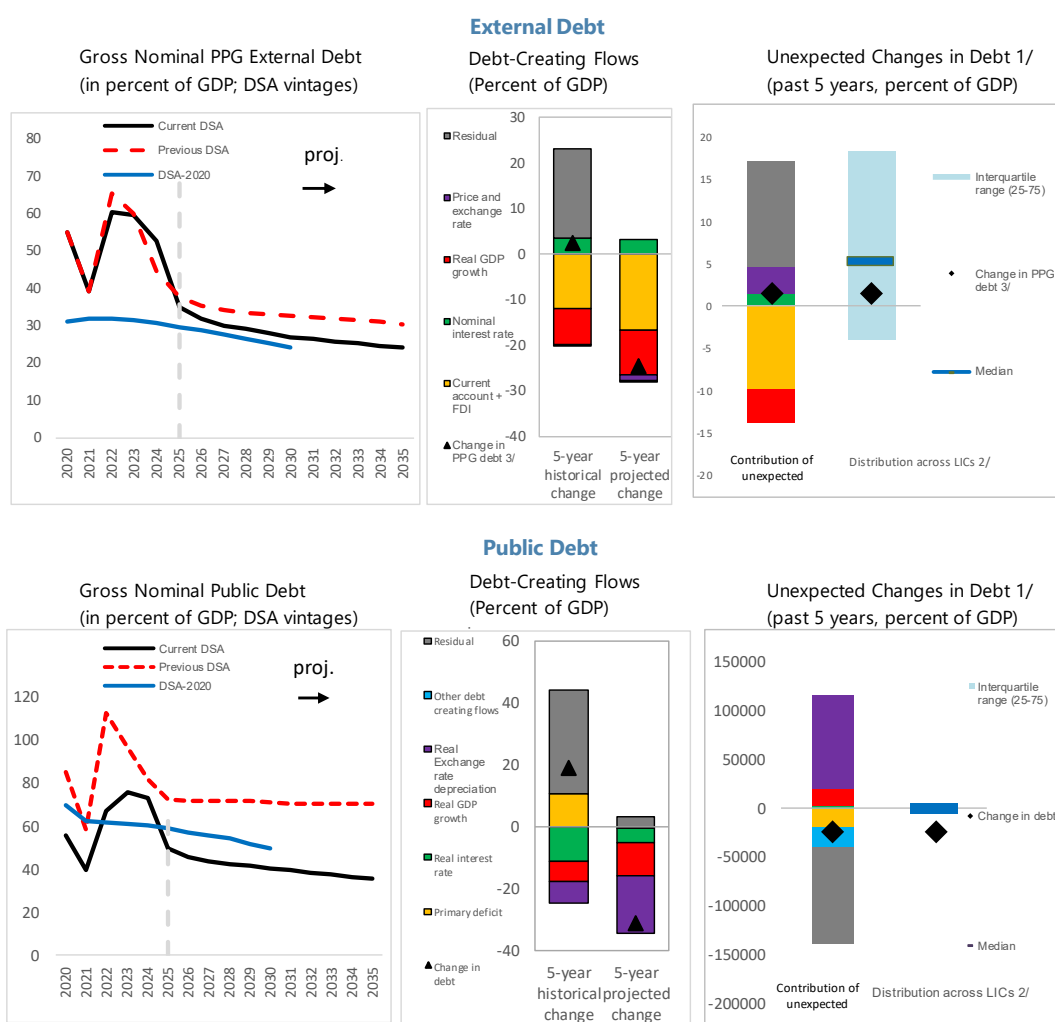 External Debt
Gross Nominal PPG External Debt
(in percent of GDP; DSA vintages)
Current DSA
Previous DSA
DSA-2020
proj.
80
70
60
50
40
30
20
10
0
2020
2021
2022
2023
2024
2025
2026
2027
2028
2029
2030
2031
2032
2033
2034
2035
Debt-Creating Flows
(Percent of GDP)
Residual
Price and
exchange
rate
Real GDP
growth
Nominal
interest rate
Current
account +
FDI
Change in
PPG debt 3/
30
20
10
0
-10
-20
-30
-40
5-year
historical
change
5-year
projected
change
Unexpected Changes in Debt 1/
(past 5 years, percent of GDP)
20
15
10
5
0
-5
-10
-15
-20
Interquartile
range (25-75)
Change in PPG
debt 3/
Median
Contribution of
unexpected
Distribution across LICs 2/
Public Debt
Gross Nominal Public Debt
(in percent of GDP; DSA vintages)
Current DSA
Previous DSA
DSA-2020
proj.
120
100
80
60
40
20
0
2020
2021
2022
2023
2024
2025
2026
2027
2028
2029
2030
2031
2032
2033
2034
2035
Debt-Creating Flows
(Percent of GDP)
Residual
Other debt
creating flows
Real
Exchange
rate
depreciation
Real GDP
growth
Real interest
rate
Primary deficit
Change in
debt
60
40
20
0
-20
-40
5-year
historical
change
5-year
projected
change
Unexpected Changes in Debt 1/
(past 5 years, percent of GDP)
150000
100000
50000
0
-50000
-100000
-150000
-200000
Interquartile
range (25-75)
Change in debt
Median
Contribution of
unexpected
Distribution across LICs 2/